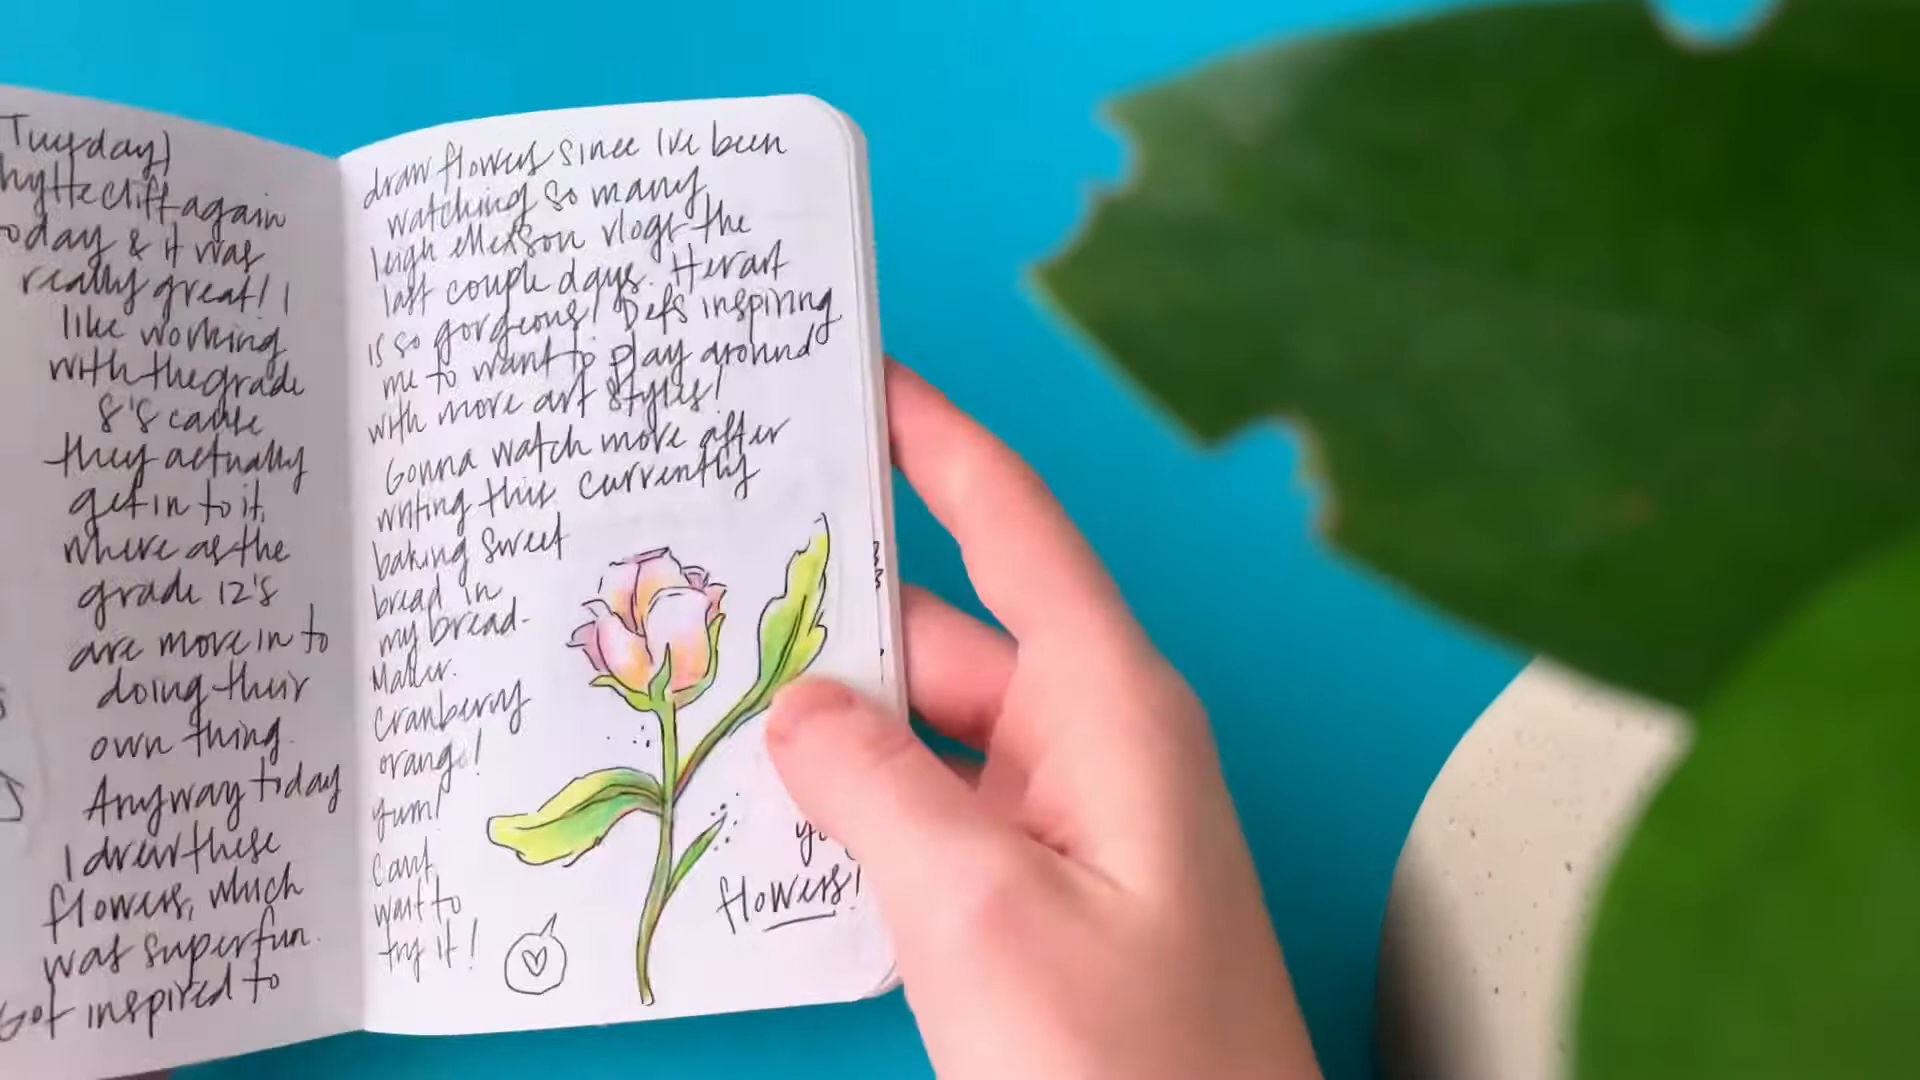 Tuesday)
again
today & it was
really great! I
like working
with the grade
8's cause
they actually
get in to it,
where as the
grade 12's
are more in to
doing their
own thing.
Anyway today
I drew these
flowers, which
was super fun.
Got inspired to
draw flowers since I've been
watching so many
leigh ellexson vlogs the
last couple days. Her art
is so gorgeous! Defs inspiring
me to want to play around
with more art styles!
Gonna watch more after
writing this. Currently
baking sweet
bread in
my bread-
maker.
Cranberry
orange!
Yum!
Cant
wait to
try it!
flowers!